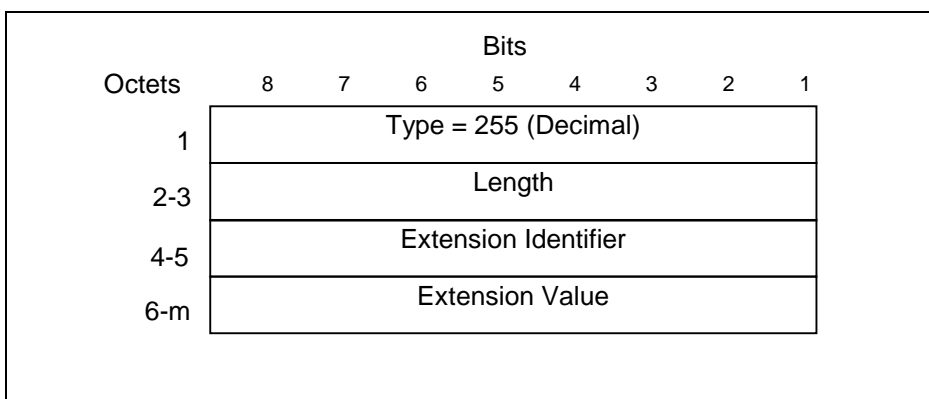 Bits
Octets 8 7 6 5 4 3 2 1
1 Type = 255 (Decimal)
2-3 Length
4-5 Extension Identifier
6-m Extension Value